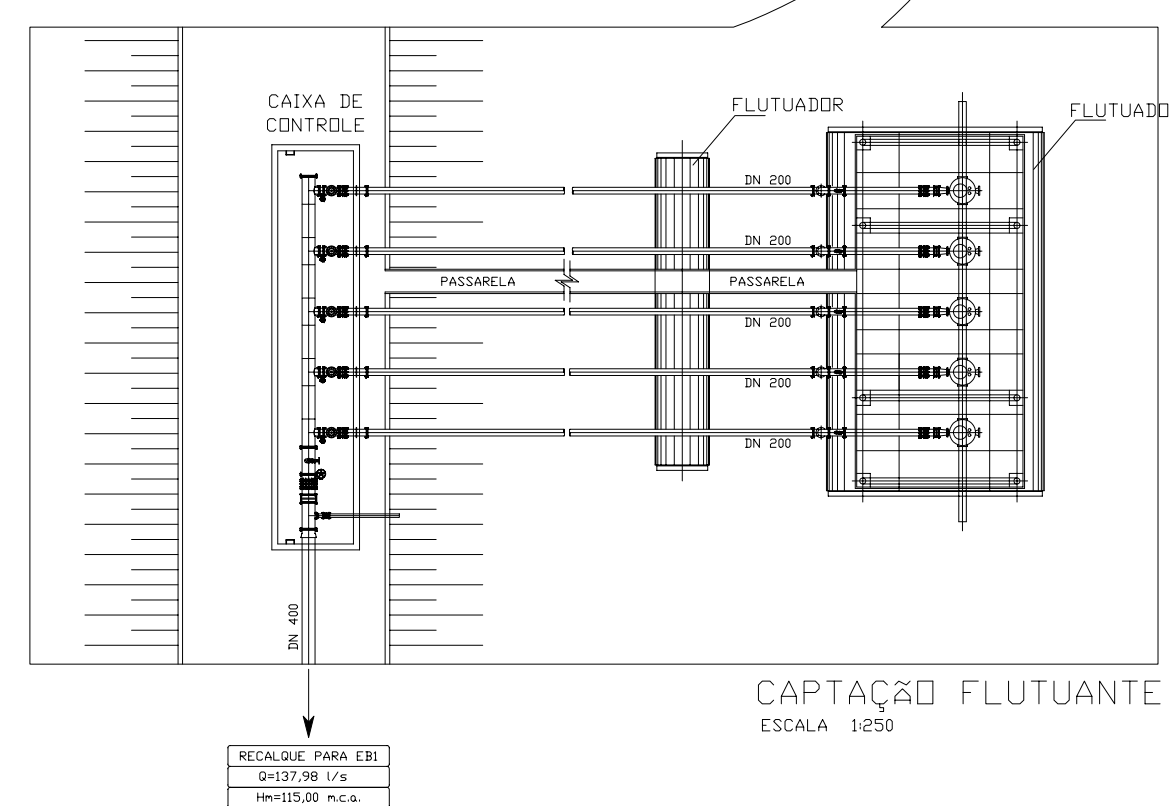 CAIXA DE
CONTROLE
FLUTUADOR
FLUTUADO
DN 200
DN 200
PASSARELA
PASSARELA
DN 200
DN 200
DN 200
DN 400
CAPTAÇÃO FLUTUANTE
ESCALA 1:250
RECALQUE PARA EB1
Q=137,98 l/s
Hm=115,00 m.c.a.